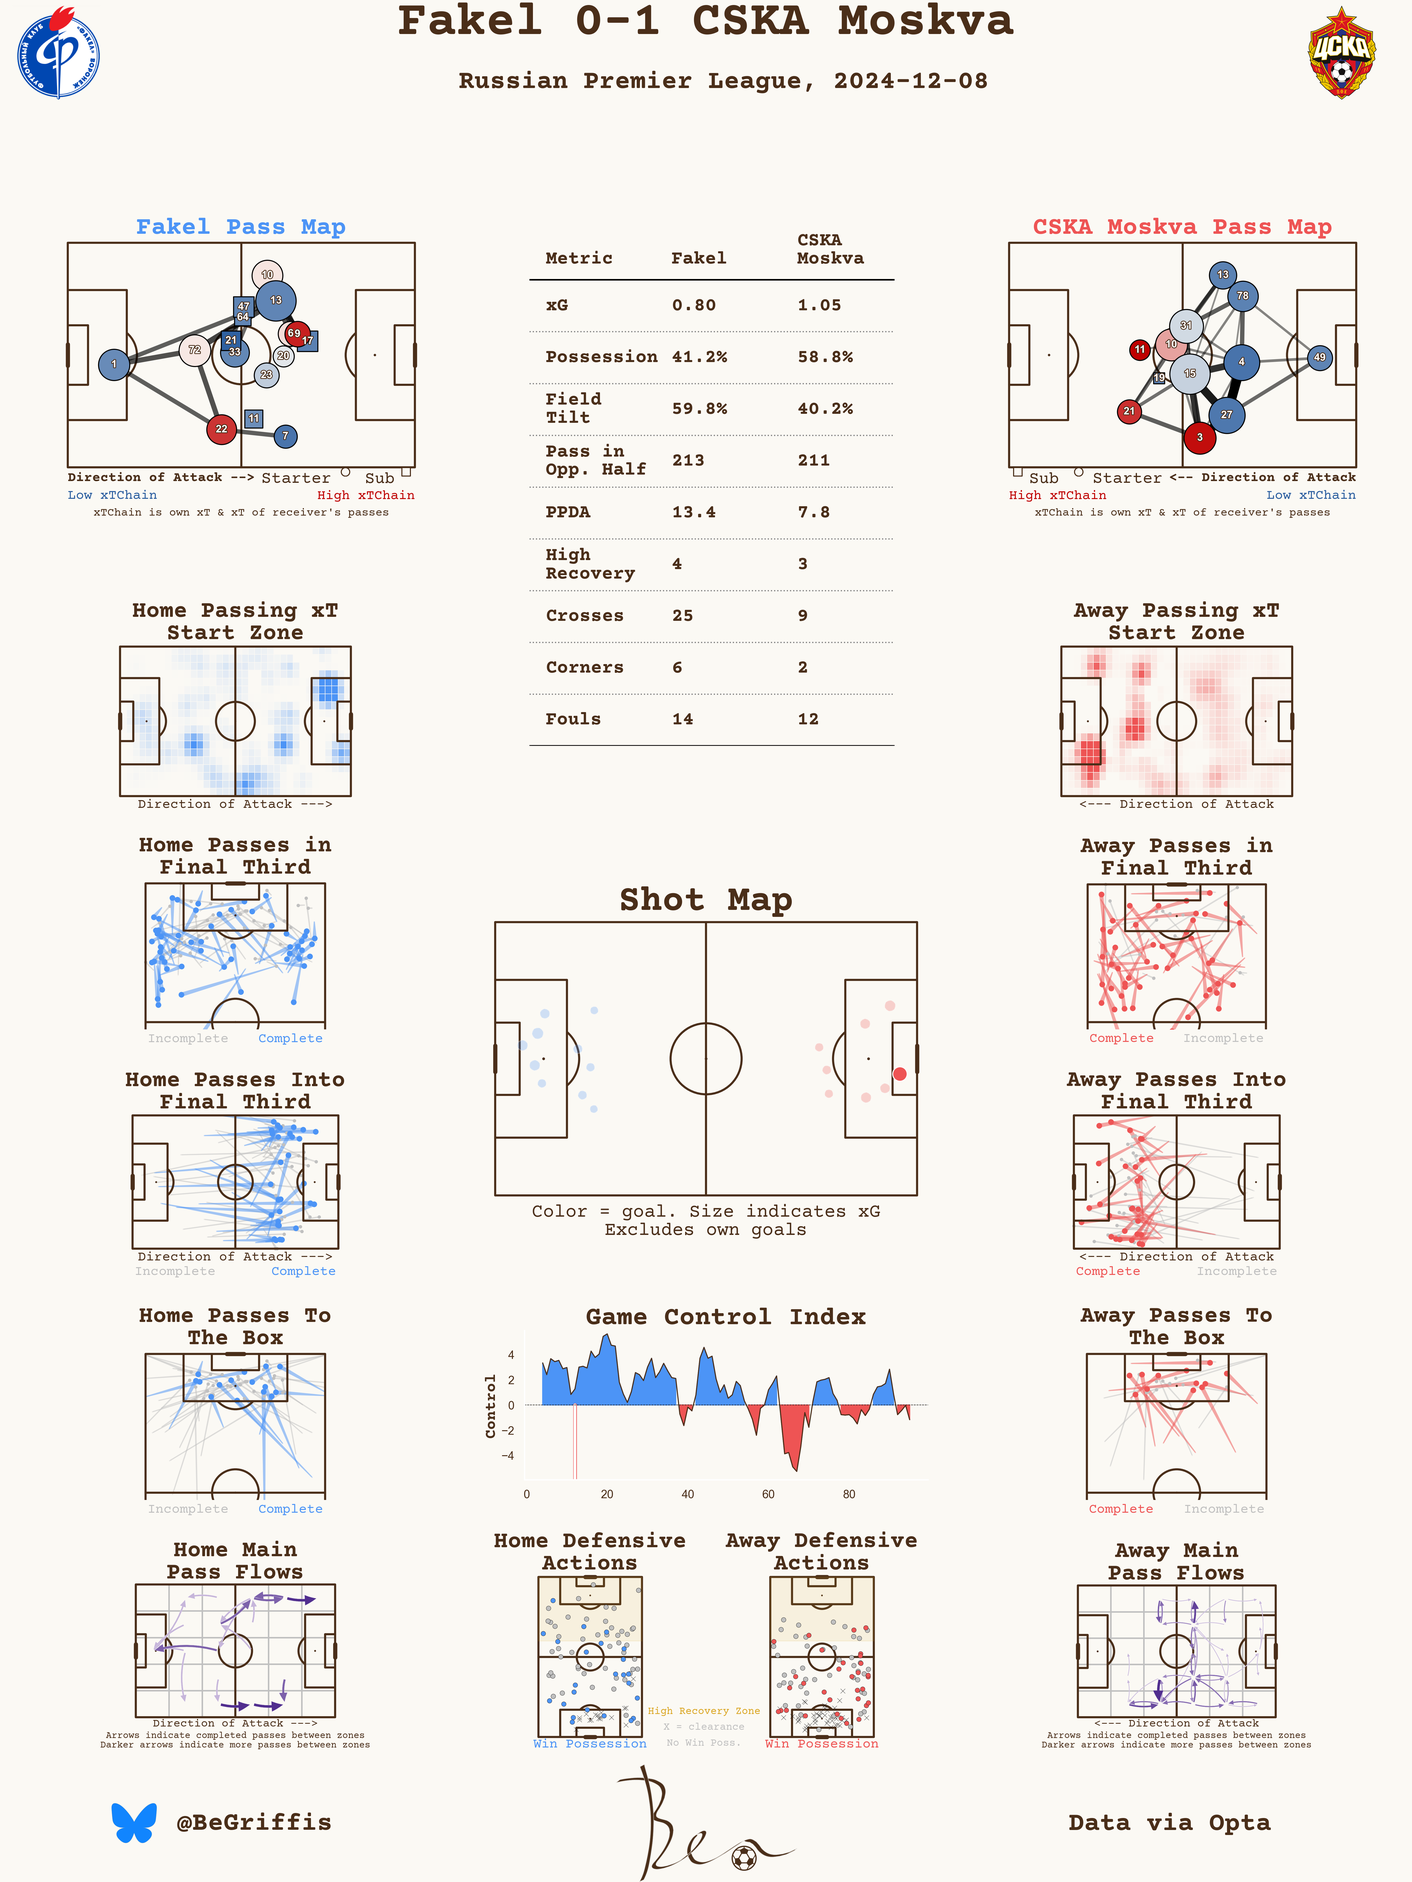 Fakel 0-1 CSKA Moskva
Russian Premier League, 2024-12-08
ЦСКА
Fakel Pass Map
10
13
47
64
69
17
21
33
20
72
1
23
11
22
7
Direction of Attack --> Starter Sub
Low xTChain High xTChain
xTChain is own xT & xT of receiver's passes
Metric Fakel CSKA Moskva
xG 0.80 1.05
Possession 41.2% 58.8%
Field Tilt 59.8% 40.2%
Pass in Opp. Half 213 211
PPDA 13.4 7.8
High Recovery 4 3
Crosses 25 9
Corners 6 2
Fouls 14 12
CSKA Moskva Pass Map
13
78
31
11
10
4
49
19
15
21
27
3
Sub Starter <-- Direction of Attack
High xTChain Low xTChain
xTChain is own xT & xT of receiver's passes
Home Passing xT
Start Zone
Direction of Attack --->
Away Passing xT
Start Zone
<--- Direction of Attack
Home Passes in
Final Third
Incomplete Complete
Away Passes in
Final Third
Complete Incomplete
Shot Map
Color = goal. Size indicates xG
Excludes own goals
Home Passes Into
Final Third
Direction of Attack --->
Incomplete Complete
Away Passes Into
Final Third
<--- Direction of Attack
Complete Incomplete
Home Passes To
The Box
Incomplete Complete
Game Control Index
Control
4
2
0
−2
−4
0 20 40 60 80
Away Passes To
The Box
Complete Incomplete
Home Main
Pass Flows
Direction of Attack --->
Arrows indicate completed passes between zones
Darker arrows indicate more passes between zones
Home Defensive
Actions
Win Possession
Away Defensive
Actions
Win Possession
High Recovery Zone
X = clearance
No Win Poss.
Away Main
Pass Flows
<--- Direction of Attack
Arrows indicate completed passes between zones
Darker arrows indicate more passes between zones
@BeGriffis
Ben
Data via Opta